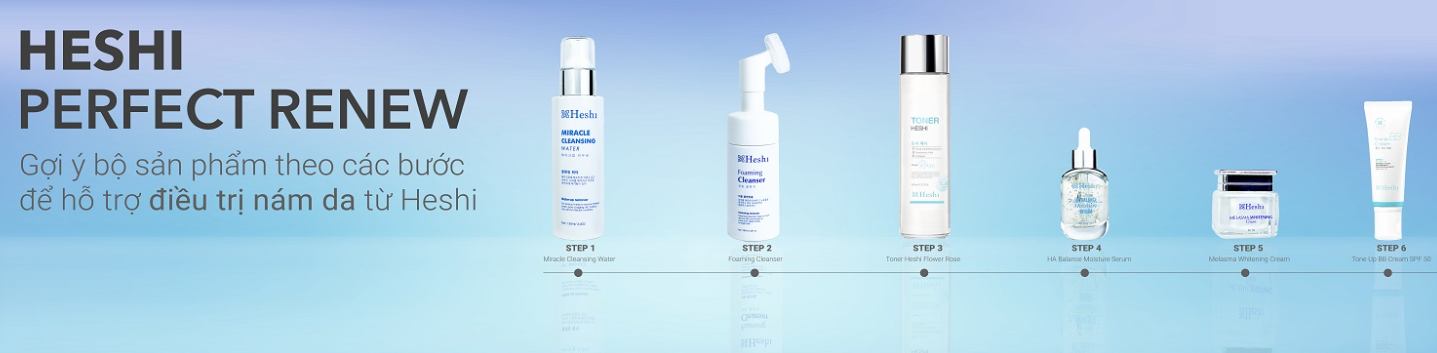 HESHI
PERFECT RENEW
Gợi ý bộ sản phẩm theo các bước
để hỗ trợ điều trị nám da từ Heshi
Heshi
MIRACLE
CLEANSING
WATER
Heshi
Foaming
Cleanser
TONER
HESHI
Heshi
Heshi
Heshi
MELASMA WHITENING
STEP 1
Miracle Cleansing Water
STEP 2
Foaming Cleanser
STEP 3
Toner Heshi Flower Rose
STEP 4
HA Balance Moisture Serum
STEP 5
Melasma Whitening Cream
STEP 6
Tone Up BB Cream SPF 50